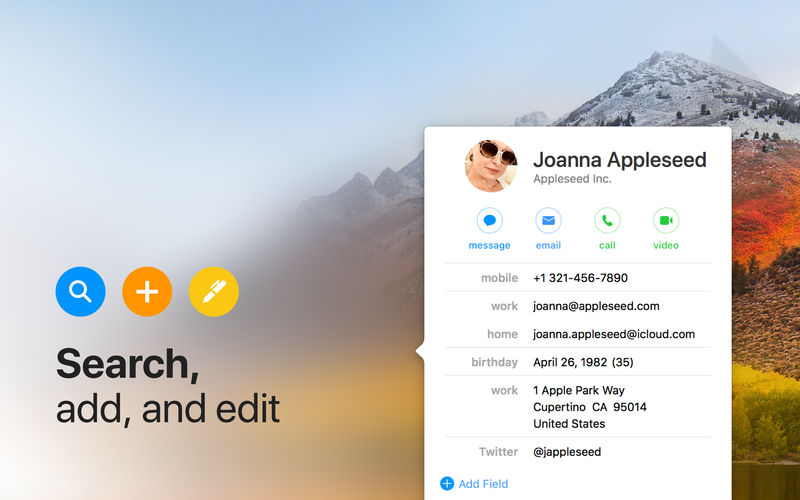 Search,
add, and edit
Joanna Appleseed
Appleseed Inc.
message email call video
mobile +1 321-456-7890
work joanna@appleseed.com
home joanna.appleseed@icloud.com
birthday April 26, 1982 (35)
work 1 Apple Park Way
Cupertino CA 95014
United States
Twitter @jappleseed
Add Field